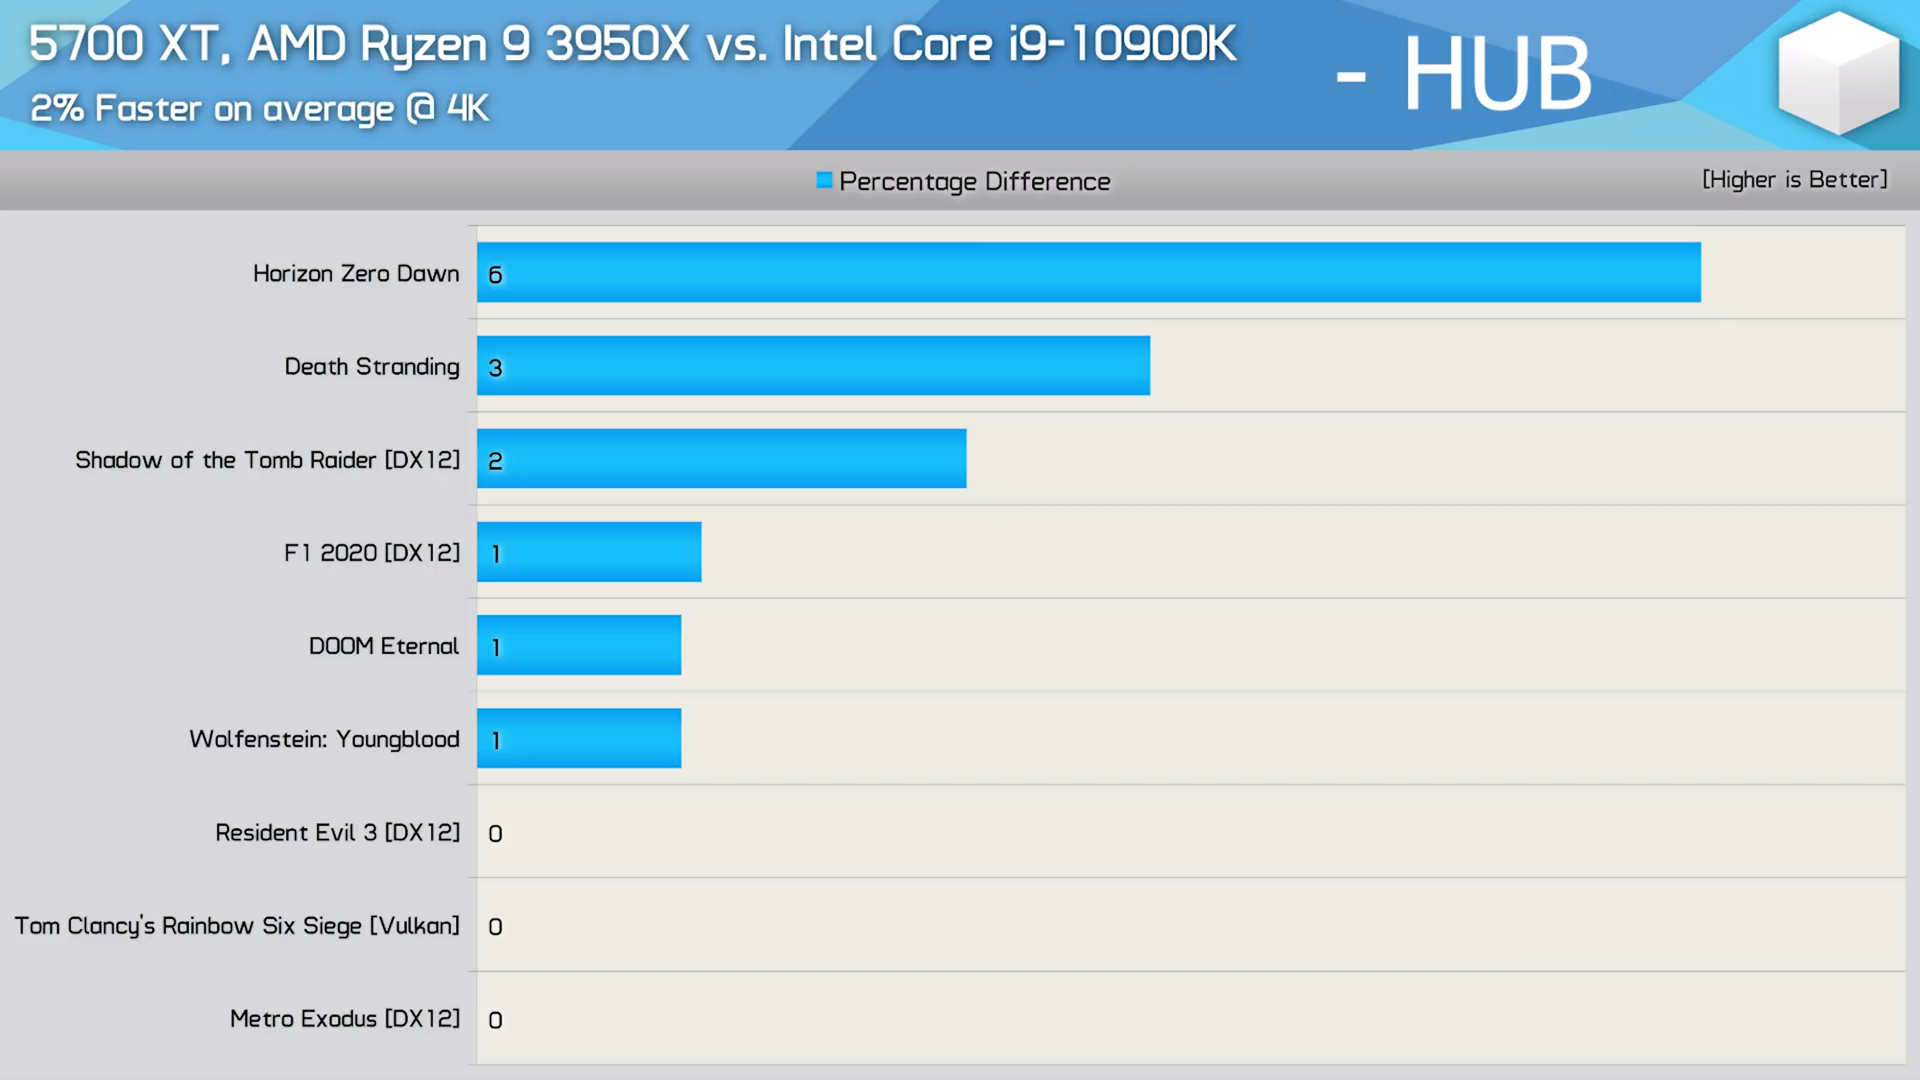 5700 XT, AMD Ryzen 9 3950X vs. Intel Core i9-10900K
2% Faster on average @ 4K
- HUB
Percentage Difference
[Higher is Better]
Horizon Zero Dawn 6
Death Stranding 3
Shadow of the Tomb Raider [DX12] 2
F1 2020 [DX12] 1
DOOM Eternal 1
Wolfenstein: Youngblood 1
Resident Evil 3 [DX12] 0
Tom Clancy's Rainbow Six Siege [Vulkan] 0
Metro Exodus [DX12] 0